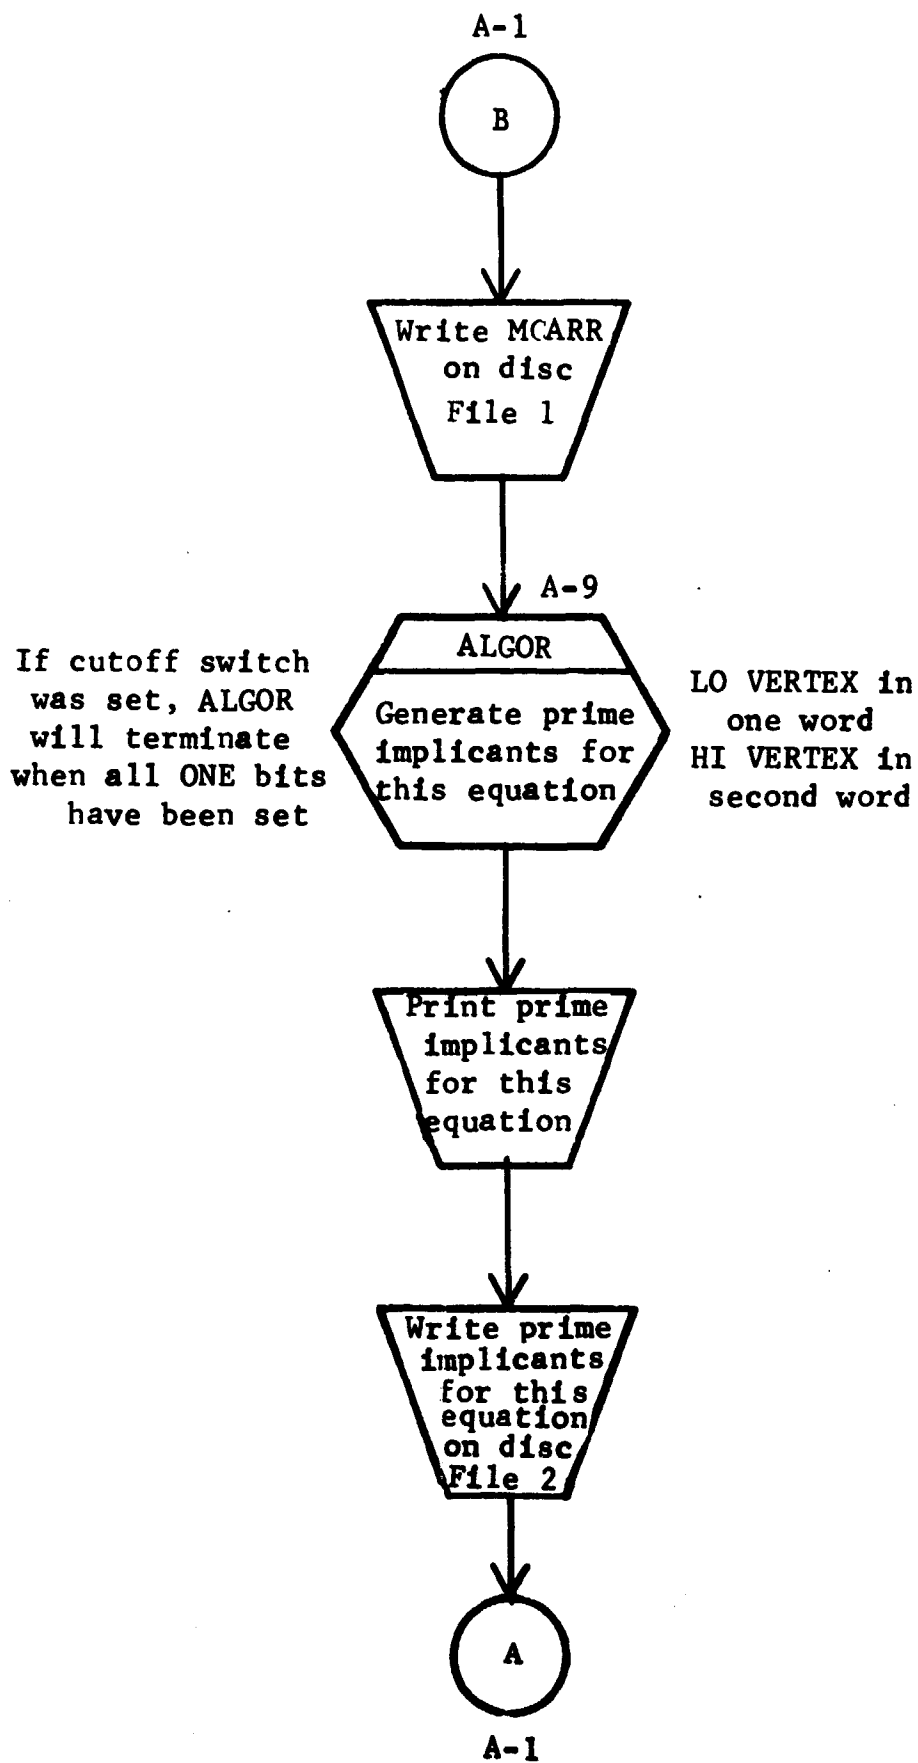 A-1
B
Write MCARR
on disc
File 1
A-9
ALGOR
Generate prime
implicants for
this equation
If cutoff switch
was set, ALGOR
will terminate
when all ONE bits
have been set
LO VERTEX in
one word
HI VERTEX in
second word
Print prime
implicants
for this
equation
Write prime
implicants
for this
equation
on disc
File 2
A
A-1